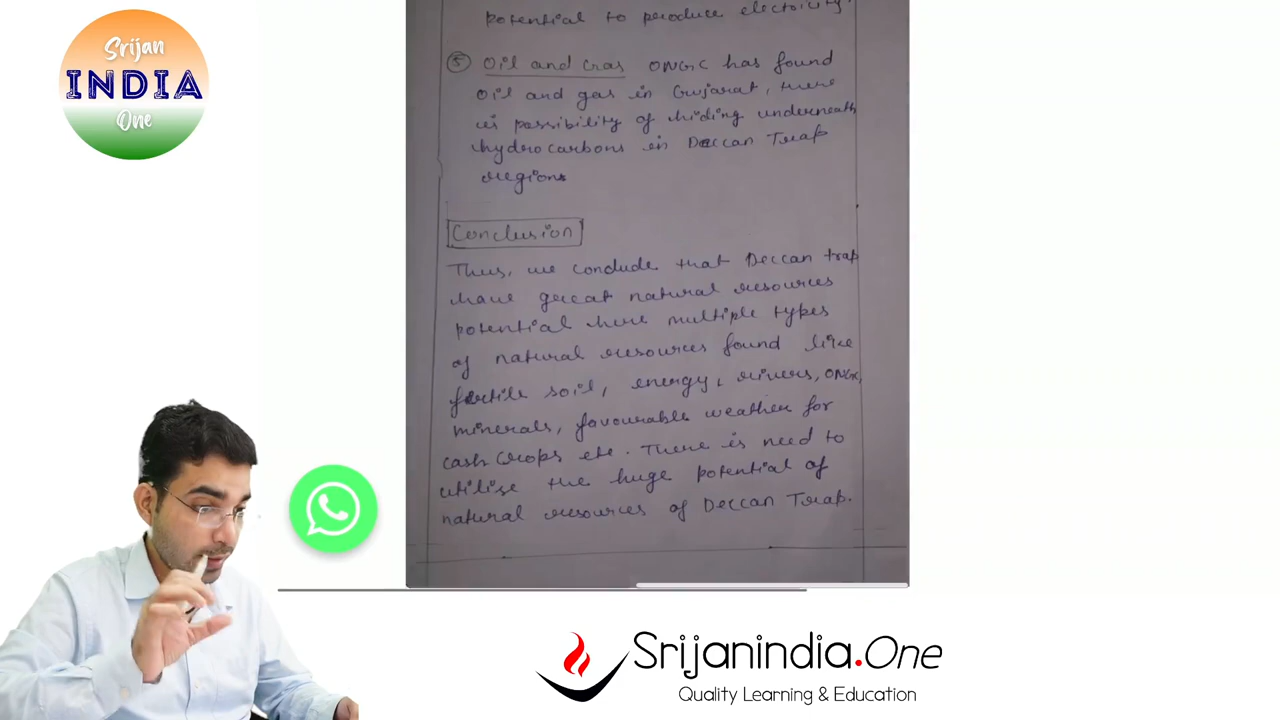 Srijan
INDIA
One
potential to produce electricity.
⑤ Oil and Gas ONGC has found
oil and gas in Gujarat, there
is possibility of hiding underneath
hydrocarbons in Deccan Trap
regions
Conclusion
Thus, we conclude that Deccan trap
have great natural resources
potential here multiple types
of natural resources found like
fertile soil, energy, rivers, ONGC,
minerals, favourable weather for
cash crops etc. There is need to
utilise the huge potential of
natural resources of Deccan Trap.
Srijanindia.One
Quality Learning & Education